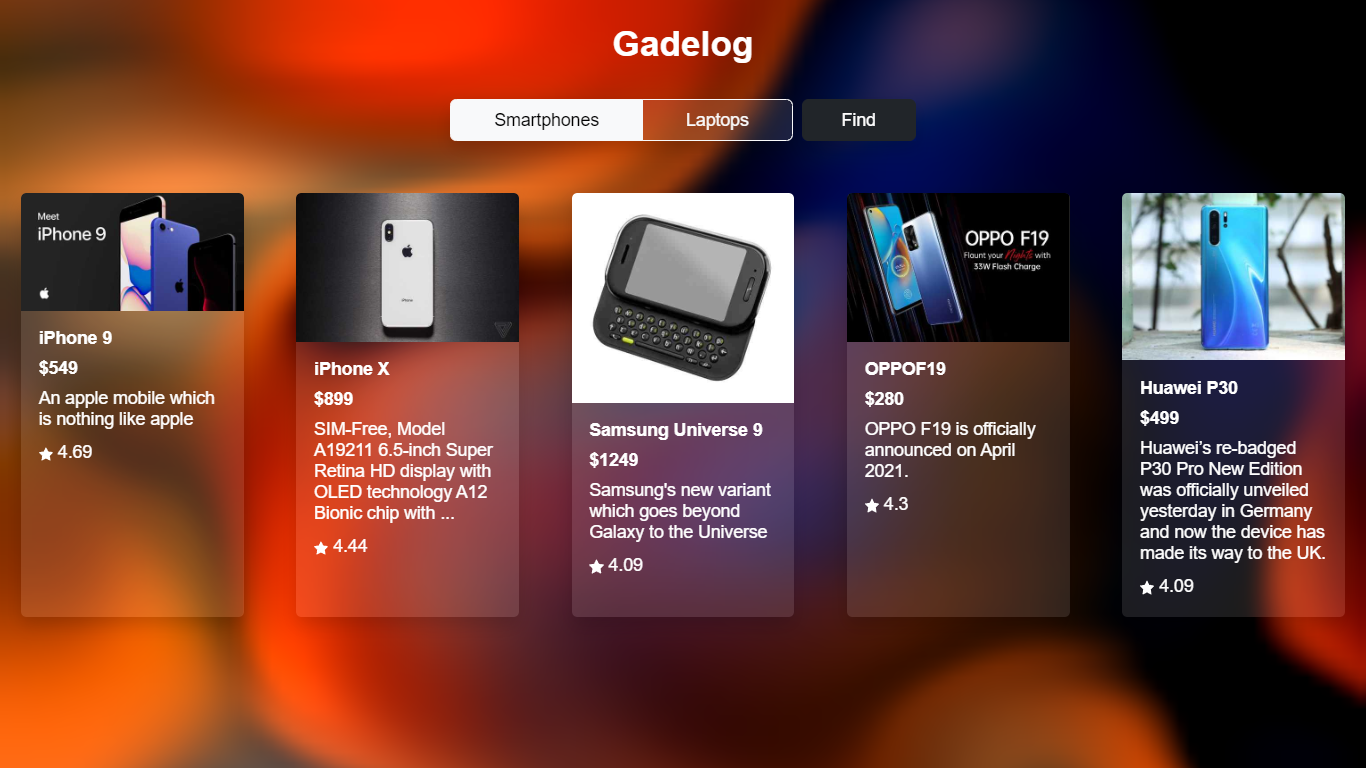 Gadelog
Smartphones
Laptops
Find
Meet
iPhone 9
iPhone 9
$549
An apple mobile which
is nothing like apple
4.69
iPhone
iPhone X
$899
SIM-Free, Model
A19211 6.5-inch Super
Retina HD display with
OLED technology A12
Bionic chip with ...
4.44
Samsung Universe 9
$1249
Samsung's new variant
which goes beyond
Galaxy to the Universe
4.09
OPPO F19
Flaunt your Nights with
33W Flash Charge
OPPOF19
$280
OPPO F19 is officially
announced on April
2021.
4.3
Huawei P30
$499
Huawei’s re-badged
P30 Pro New Edition
was officially unveiled
yesterday in Germany
and now the device has
made its way to the UK.
4.09